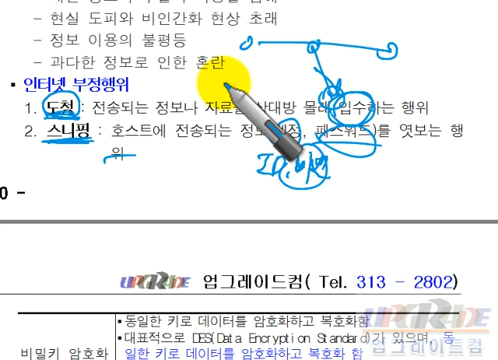 - 현실 도피와 비인간화 현상 초래
- 정보 이용의 불평등
- 과다한 정보로 인한 혼란
▪ 인터넷 부정행위
1. 도청 : 전송되는 정보나 자료를 상대방 몰래 입수하는 행위
2. 스니핑 : 호스트에 전송되는 정보(계정, 패스워드)를 엿보는 행
위
ID,
0 -
UPGRADE 업그레이드컴( Tel. 313 - 2802)
▪ 동일한 키로 데이터를 암호화하고 복호화함
▪ 대표적으로 DES(Data Encryption Standard)가 있으며, 동
비밀키 암호화 일한 키로 데이터를 암호화하고 복호화 함
UPGRADE
업그레이드컴